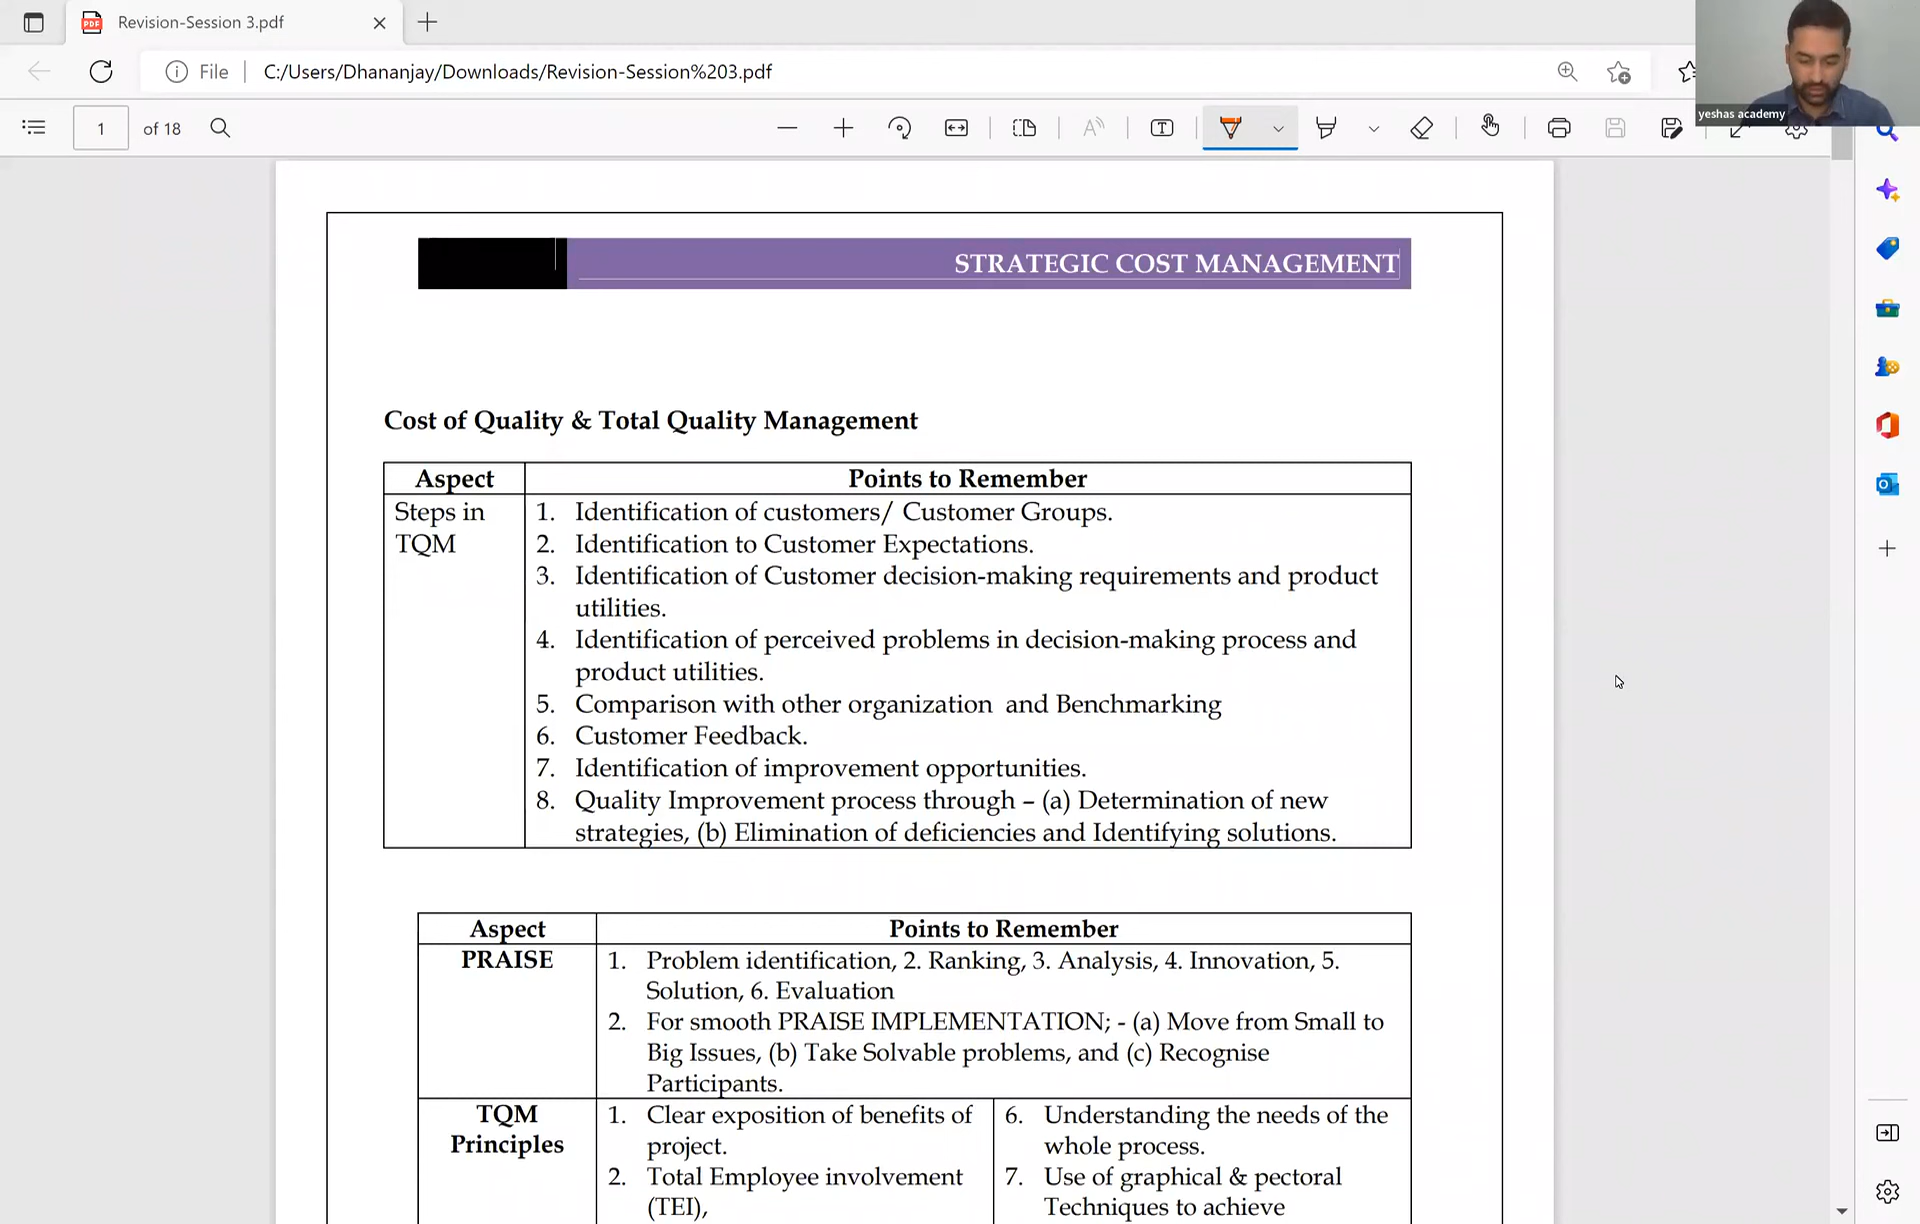 Revision-Session 3.pdf
File
C:/Users/Dhananjay/Downloads/Revision-Session%203.pdf
yeshas academy
1 of 18
STRATEGIC COST MANAGEMENT
Cost of Quality & Total Quality Management
Aspect Points to Remember
Steps in TQM
1. Identification of customers/ Customer Groups.
2. Identification to Customer Expectations.
3. Identification of Customer decision-making requirements and product
utilities.
4. Identification of perceived problems in decision-making process and
product utilities.
5. Comparison with other organization  and Benchmarking
6. Customer Feedback.
7. Identification of improvement opportunities.
8. Quality Improvement process through – (a) Determination of new
strategies, (b) Elimination of deficiencies and Identifying solutions.
Aspect Points to Remember
PRAISE
1. Problem identification, 2. Ranking, 3. Analysis, 4. Innovation, 5.
Solution, 6. Evaluation
2. For smooth PRAISE IMPLEMENTATION; - (a) Move from Small to
Big Issues, (b) Take Solvable problems, and (c) Recognise
Participants.
TQM
Principles
1. Clear exposition of benefits of
project.
2. Total Employee involvement
(TEI),
6. Understanding the needs of the
whole process.
7. Use of graphical & pectoral
Techniques to achieve